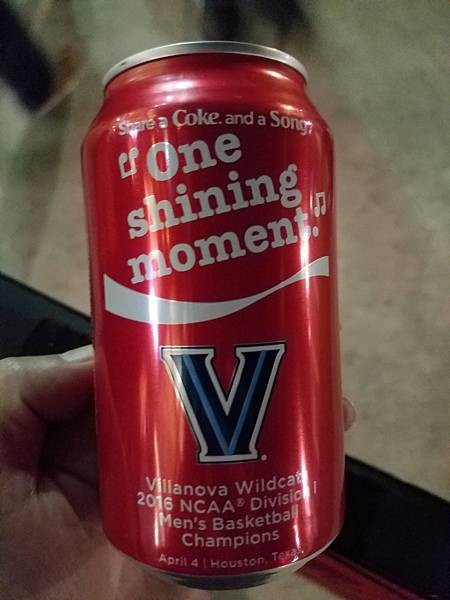 Share a Coke and a Song
"One
shining
moment."
V
Villanova Wildcats
2016 NCAA® Division I
Men's Basketball
Champions
April 4 | Houston, Texas